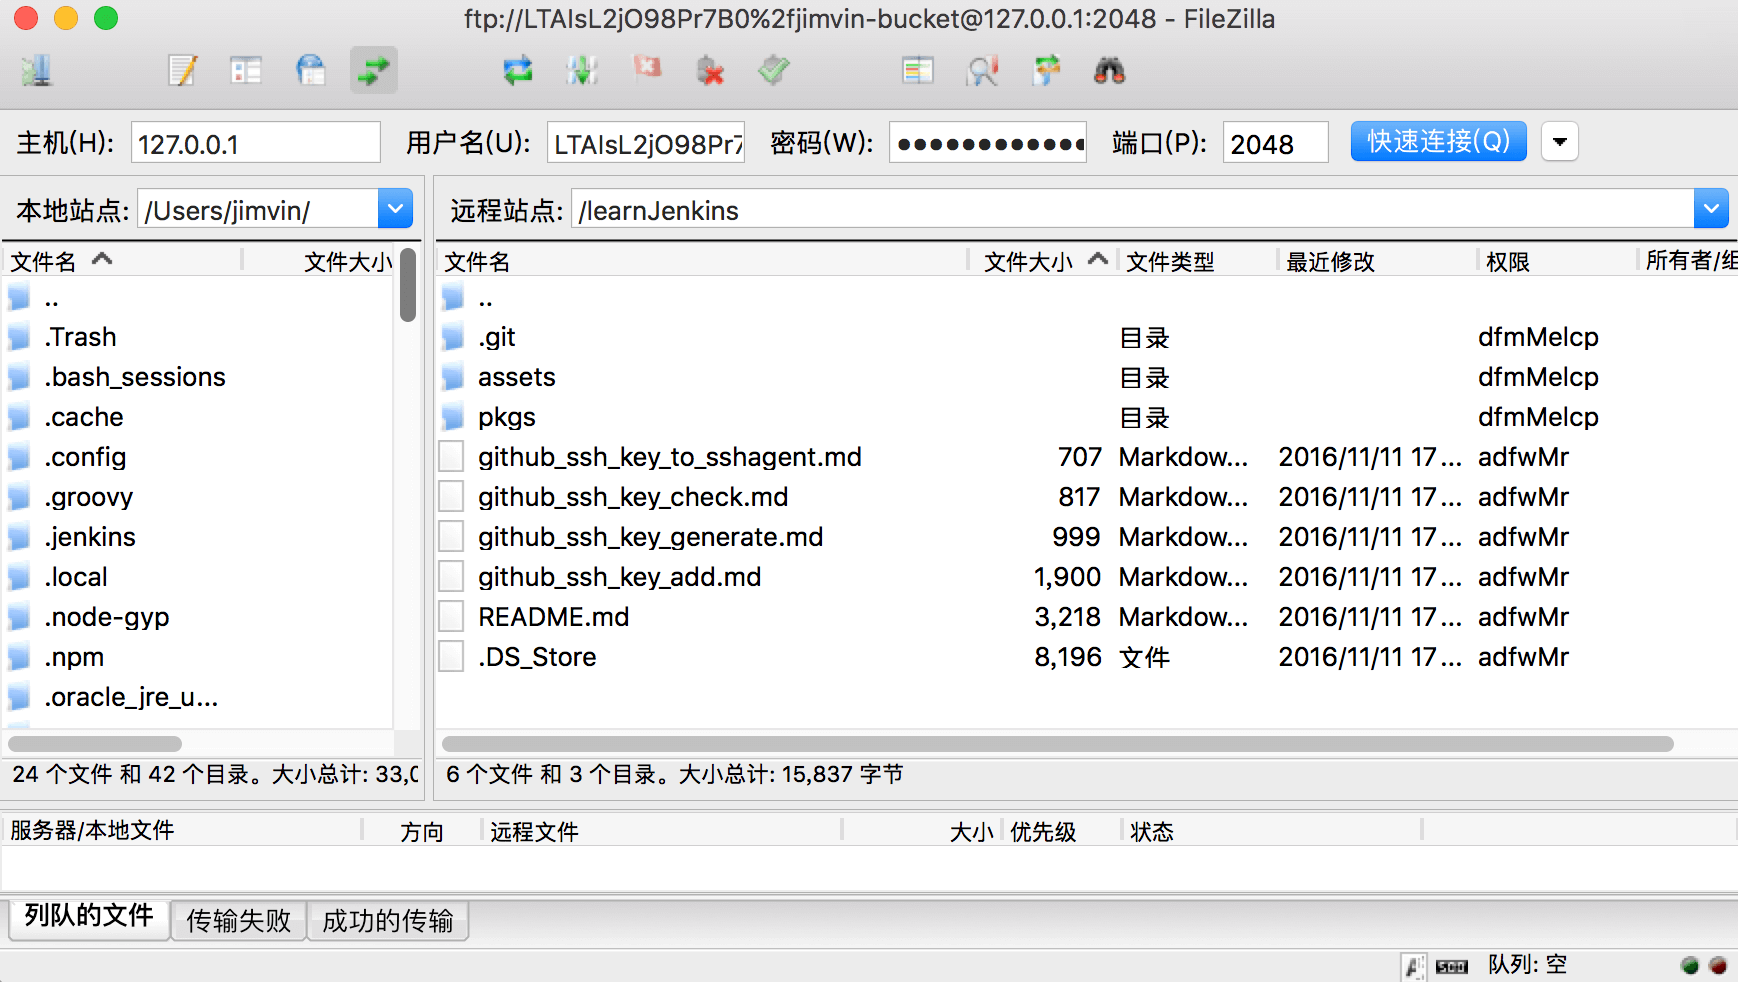 ftp://LTAIsL2jO98Pr7B0%2fjimvin-bucket@127.0.0.1:2048 - FileZilla
主机(H): 127.0.0.1 用户名(U): LTAIsL2jO98Pr7 密码(W): ●●●●●●●●●●●● 端口(P): 2048 快速连接(Q)
本地站点: /Users/jimvin/
文件名 文件大小
..
.Trash
.bash_sessions
.cache
.config
.groovy
.jenkins
.local
.node-gyp
.npm
.oracle_jre_u...
24 个文件 和 42 个目录。大小总计: 33,0
远程站点: /learnJenkins
文件名 文件大小 文件类型 最近修改 权限 所有者/组
..
.git 目录 dfmMelcp
assets 目录 dfmMelcp
pkgs 目录 dfmMelcp
github_ssh_key_to_sshagent.md 707 Markdow... 2016/11/11 17... adfwMr
github_ssh_key_check.md 817 Markdow... 2016/11/11 17... adfwMr
github_ssh_key_generate.md 999 Markdow... 2016/11/11 17... adfwMr
github_ssh_key_add.md 1,900 Markdow... 2016/11/11 17... adfwMr
README.md 3,218 Markdow... 2016/11/11 17... adfwMr
.DS_Store 8,196 文件 2016/11/11 17... adfwMr
6 个文件 和 3 个目录。大小总计: 15,837 字节
服务器/本地文件 方向 远程文件 大小 优先级 状态
列队的文件 传输失败 成功的传输
队列: 空